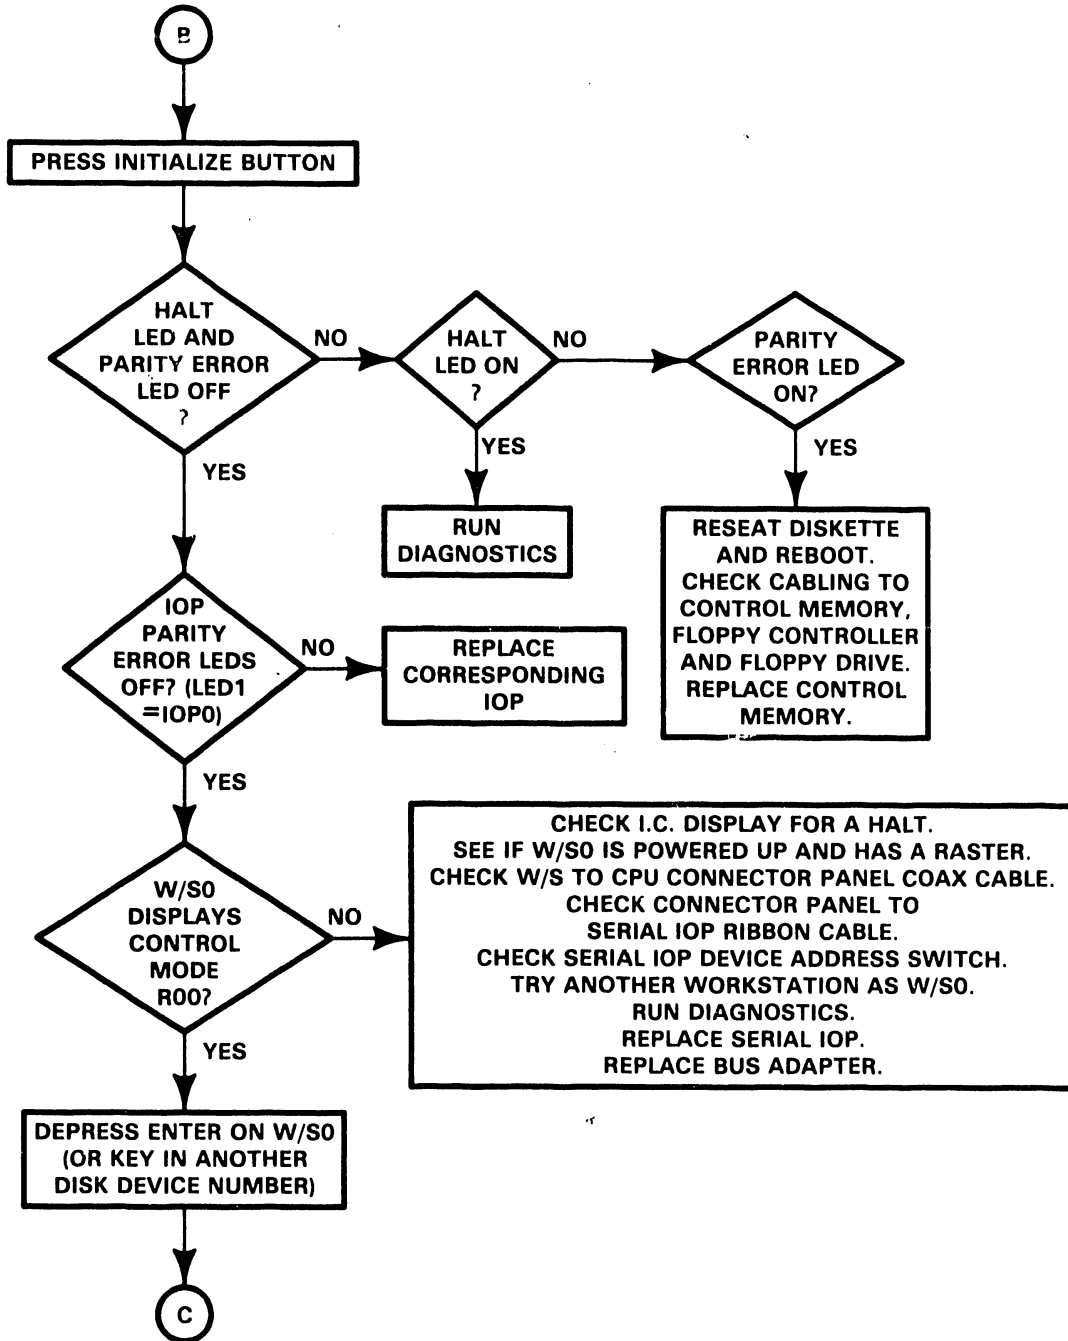 B
PRESS INITIALIZE BUTTON
HALT
LED AND
PARITY ERROR
LED OFF
?
NO
HALT
LED ON
?
NO
PARITY
ERROR LED
ON?
YES
YES
YES
RUN
DIAGNOSTICS
RESEAT DISKETTE
AND REBOOT.
CHECK CABLING TO
CONTROL MEMORY,
FLOPPY CONTROLLER
AND FLOPPY DRIVE.
REPLACE CONTROL
MEMORY.
IOP
PARITY
ERROR LEDS
OFF? (LED1
=IOP0)
NO
REPLACE
CORRESPONDING
IOP
YES
W/S0
DISPLAYS
CONTROL
MODE
R00?
NO
CHECK I.C. DISPLAY FOR A HALT.
SEE IF W/S0 IS POWERED UP AND HAS A RASTER.
CHECK W/S TO CPU CONNECTOR PANEL COAX CABLE.
CHECK CONNECTOR PANEL TO
SERIAL IOP RIBBON CABLE.
CHECK SERIAL IOP DEVICE ADDRESS SWITCH.
TRY ANOTHER WORKSTATION AS W/S0.
RUN DIAGNOSTICS.
REPLACE SERIAL IOP.
REPLACE BUS ADAPTER.
YES
DEPRESS ENTER ON W/S0
(OR KEY IN ANOTHER
DISK DEVICE NUMBER)
C